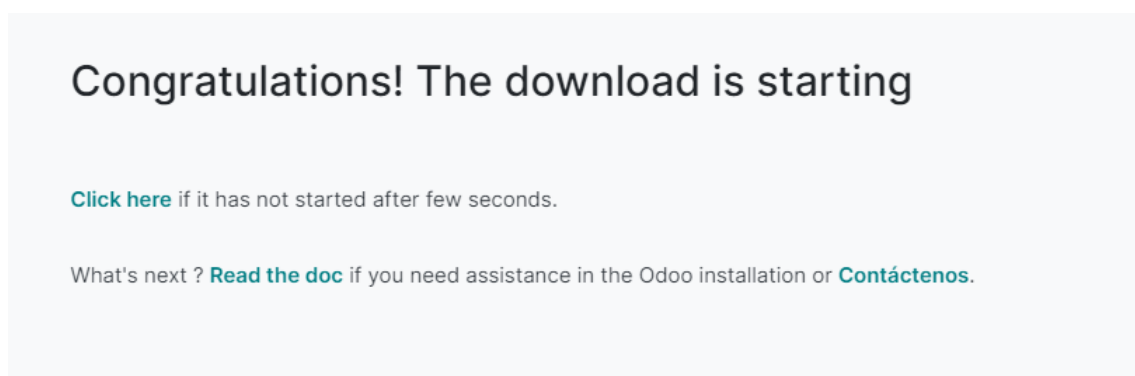 Congratulations! The download is starting
Click here if it has not started after few seconds.
What's next ? Read the doc if you need assistance in the Odoo installation or Contáctenos.